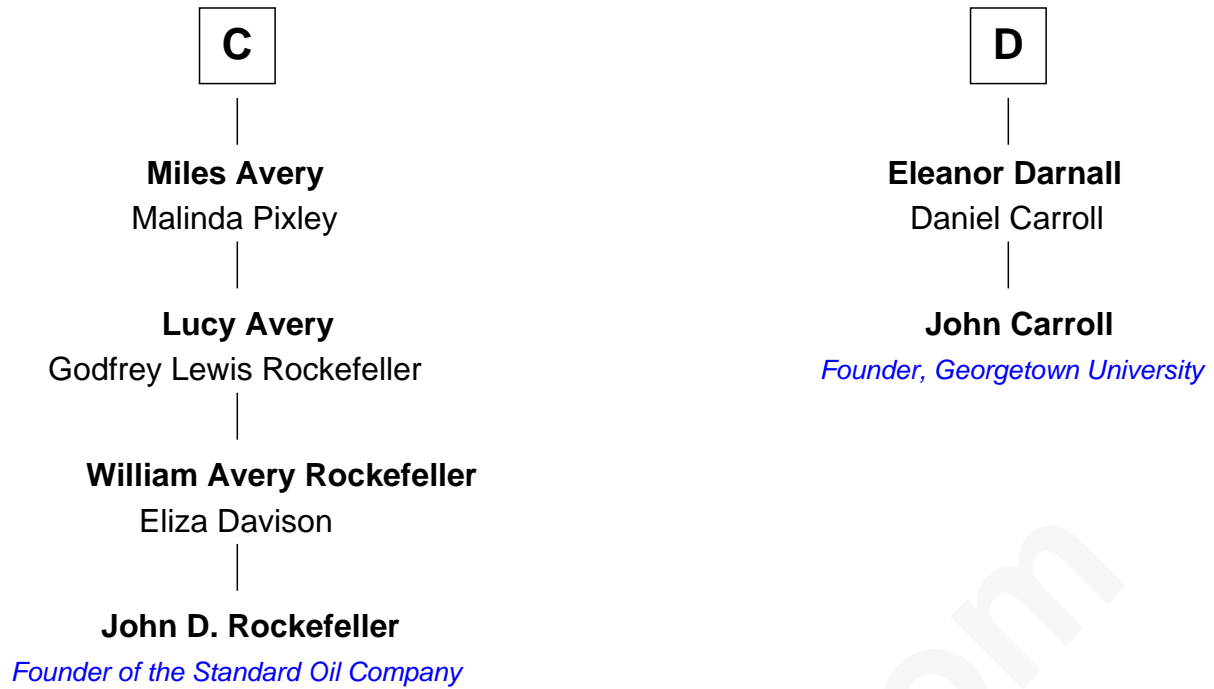 C
Miles Avery
Malinda Pixley
Lucy Avery
Godfrey Lewis Rockefeller
William Avery Rockefeller
Eliza Davison
John D. Rockefeller
Founder of the Standard Oil Company
D
Eleanor Darnall
Daniel Carroll
John Carroll
Founder, Georgetown University
om